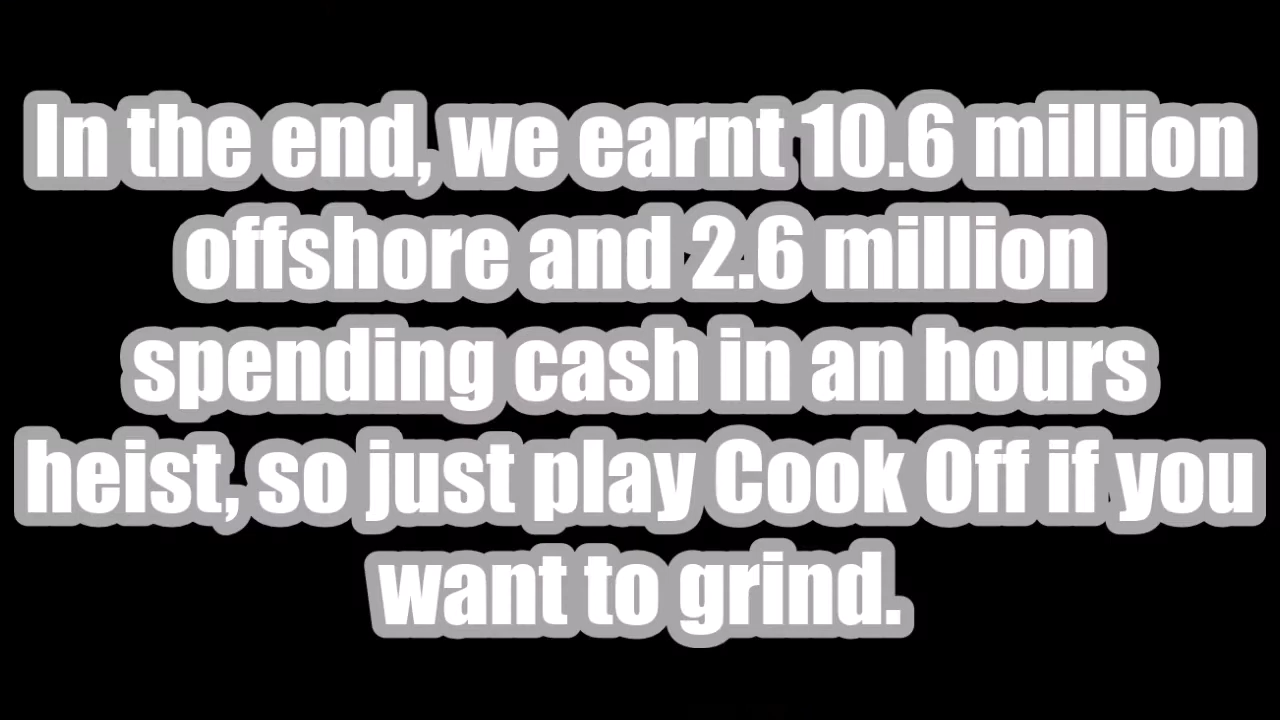 In the end, we earnt 10.6 million
offshore and 2.6 million
spending cash in an hours
heist, so just play Cook Off if you
want to grind.